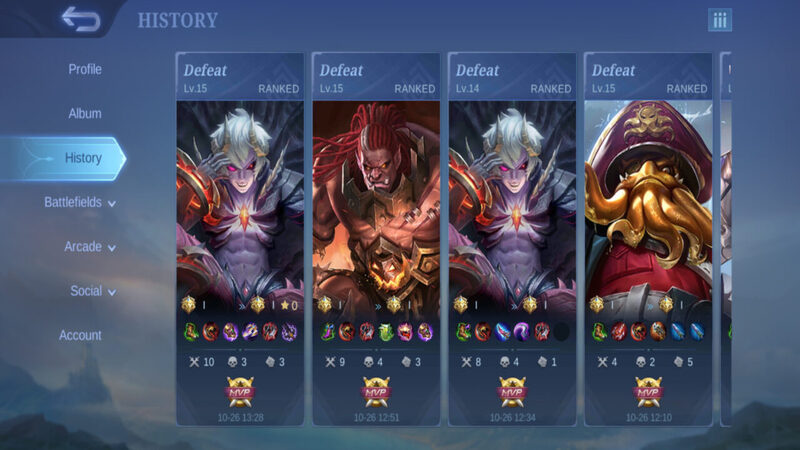 HISTORY
Profile
Album
History
Battlefields
Arcade
Social
Account
Defeat
Lv.15 RANKED
I I 0
10 3 3
MVP
10-26 13:28
Defeat
Lv.15 RANKED
I I
9 4 3
MVP
10-26 12:51
Defeat
Lv.14 RANKED
I I
8 4 1
MVP
10-26 12:34
Defeat
Lv.15 RANKED
I I
4 2 5
MVP
10-26 12:10